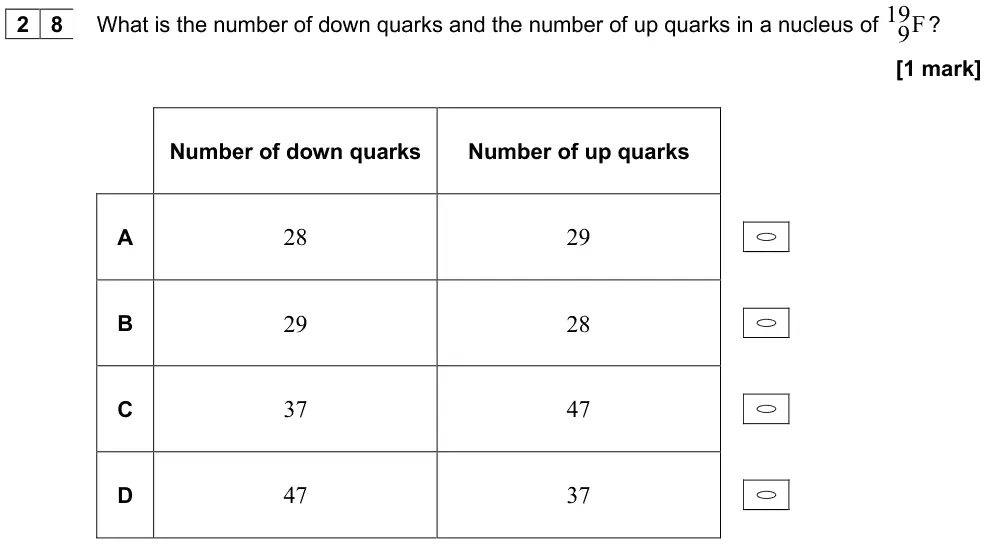 2 8 What is the number of down quarks and the number of up quarks in a nucleus of ¹⁹₉F?
[1 mark]
Number of down quarks Number of up quarks
A 28 29
B 29 28
C 37 47
D 47 37